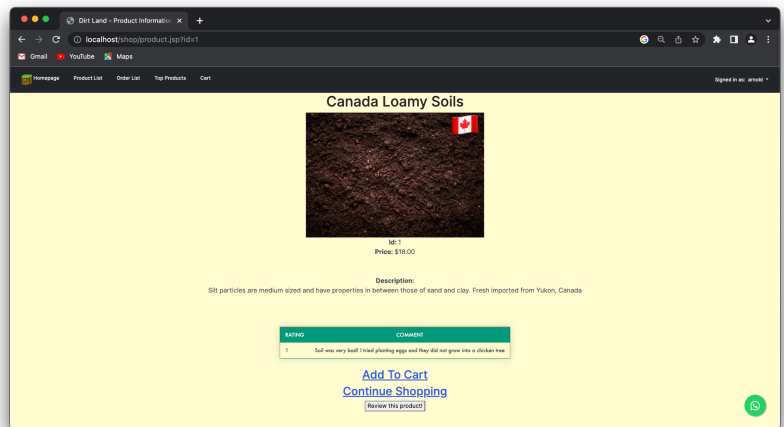 Dirt Land - Product Information
localhost/shop/product.jsp?id=1
Gmail YouTube Maps
Homepage Product List Order List Top Products Cart Signed in as: arnold
Canada Loamy Soils
Id: 1
Price: $18.00
Description:
Silt particles are medium sized and have properties in between those of sand and clay. Fresh imported from Yukon, Canada
RATING COMMENT
1 Soil was very bad! I tried planting eggs and they did not grow into a chicken tree
Add To Cart
Continue Shopping
Review this product!